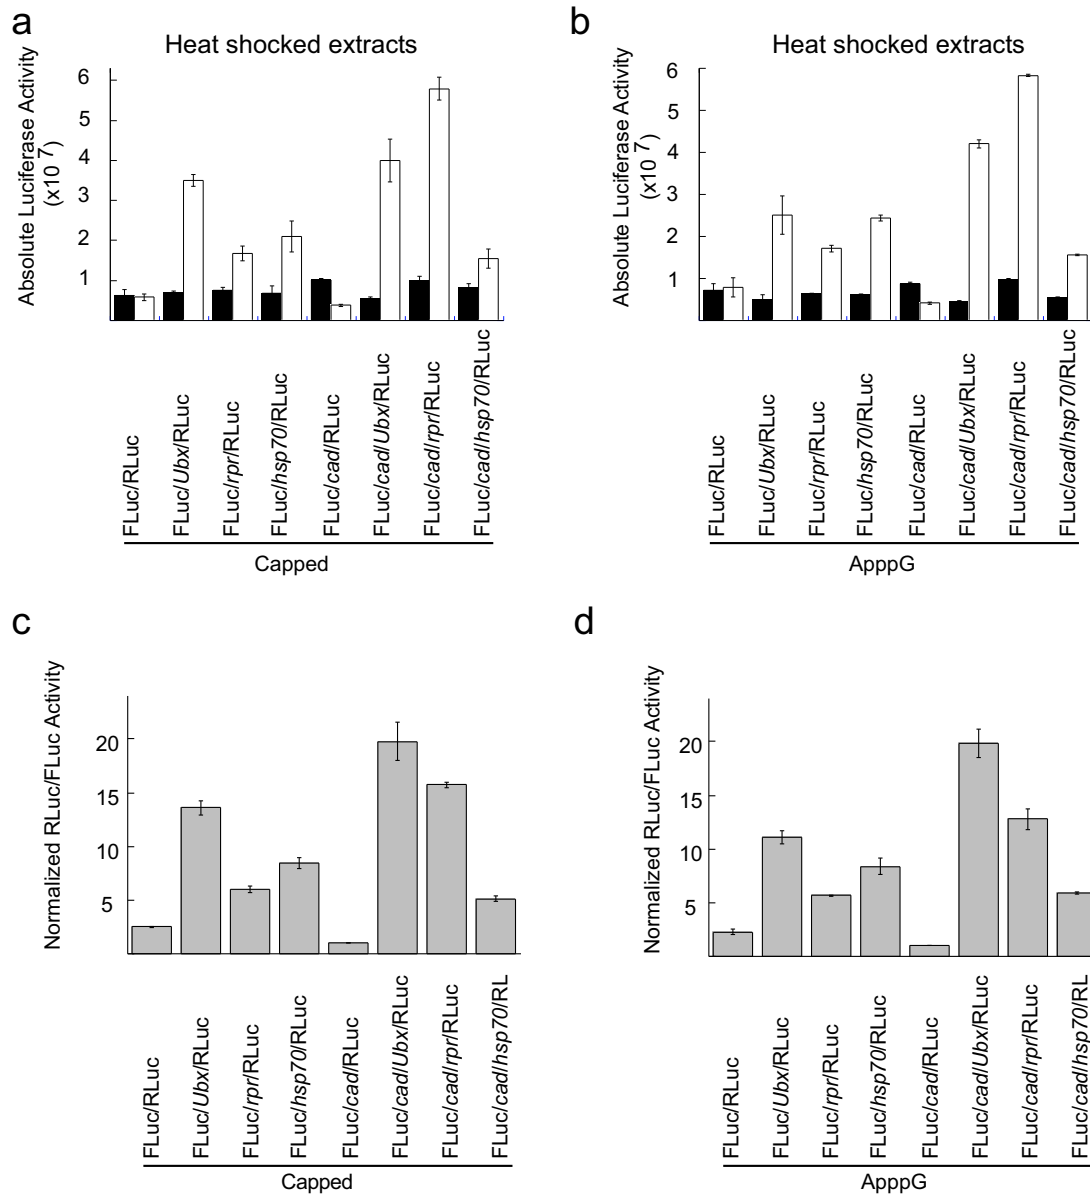 a
Heat shocked extracts
Absolute Luciferase Activity
(x10 7)
6
5
4
3
2
1
FLuc/RLuc
FLuc/Ubx/RLuc
FLuc/rpr/RLuc
FLuc/hsp70/RLuc
FLuc/cad/RLuc
FLuc/cad/Ubx/RLuc
FLuc/cad/rpr/RLuc
FLuc/cad/hsp70/RLuc
Capped
b
Heat shocked extracts
Absolute Luciferase Activity
(x10 7)
6
5
4
3
2
1
FLuc/RLuc
FLuc/Ubx/RLuc
FLuc/rpr/RLuc
FLuc/hsp70/RLuc
FLuc/cad/RLuc
FLuc/cad/Ubx/RLuc
FLuc/cad/rpr/RLuc
FLuc/cad/hsp70/RLuc
ApppG
c
Normalized RLuc/FLuc Activity
20
15
10
5
FLuc/RLuc
FLuc/Ubx/RLuc
FLuc/rpr/RLuc
FLuc/hsp70/RLuc
FLuc/cad/RLuc
FLuc/cad/Ubx/RLuc
FLuc/cad/rpr/RLuc
FLuc/cad/hsp70/RL
Capped
d
Normalized RLuc/FLuc Activity
20
15
10
5
FLuc/RLuc
FLuc/Ubx/RLuc
FLuc/rpr/RLuc
FLuc/hsp70/RLuc
FLuc/cad/RLuc
FLuc/cad/Ubx/RLuc
FLuc/cad/rpr/RLuc
FLuc/cad/hsp70/RL
ApppG